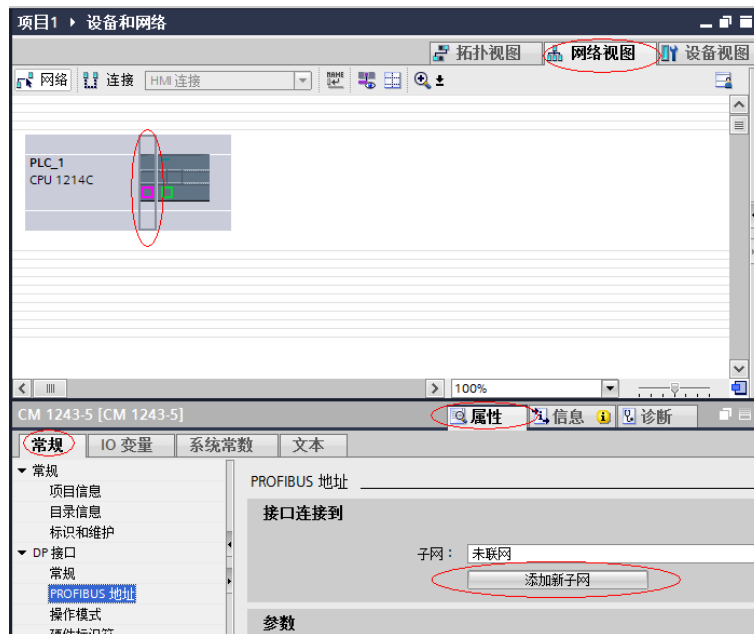 项目1 ▸ 设备和网络
拓扑视图 网络视图 设备视图
网络 连接 HMI 连接
PLC_1
CPU 1214C
100%
CM 1243-5 [CM 1243-5]
属性 信息 诊断
常规 IO 变量 系统常数 文本
常规
项目信息
目录信息
标识和维护
DP 接口
常规
PROFIBUS 地址
操作模式
硬件标识符
PROFIBUS 地址
接口连接到
子网：
未联网
添加新子网
参数